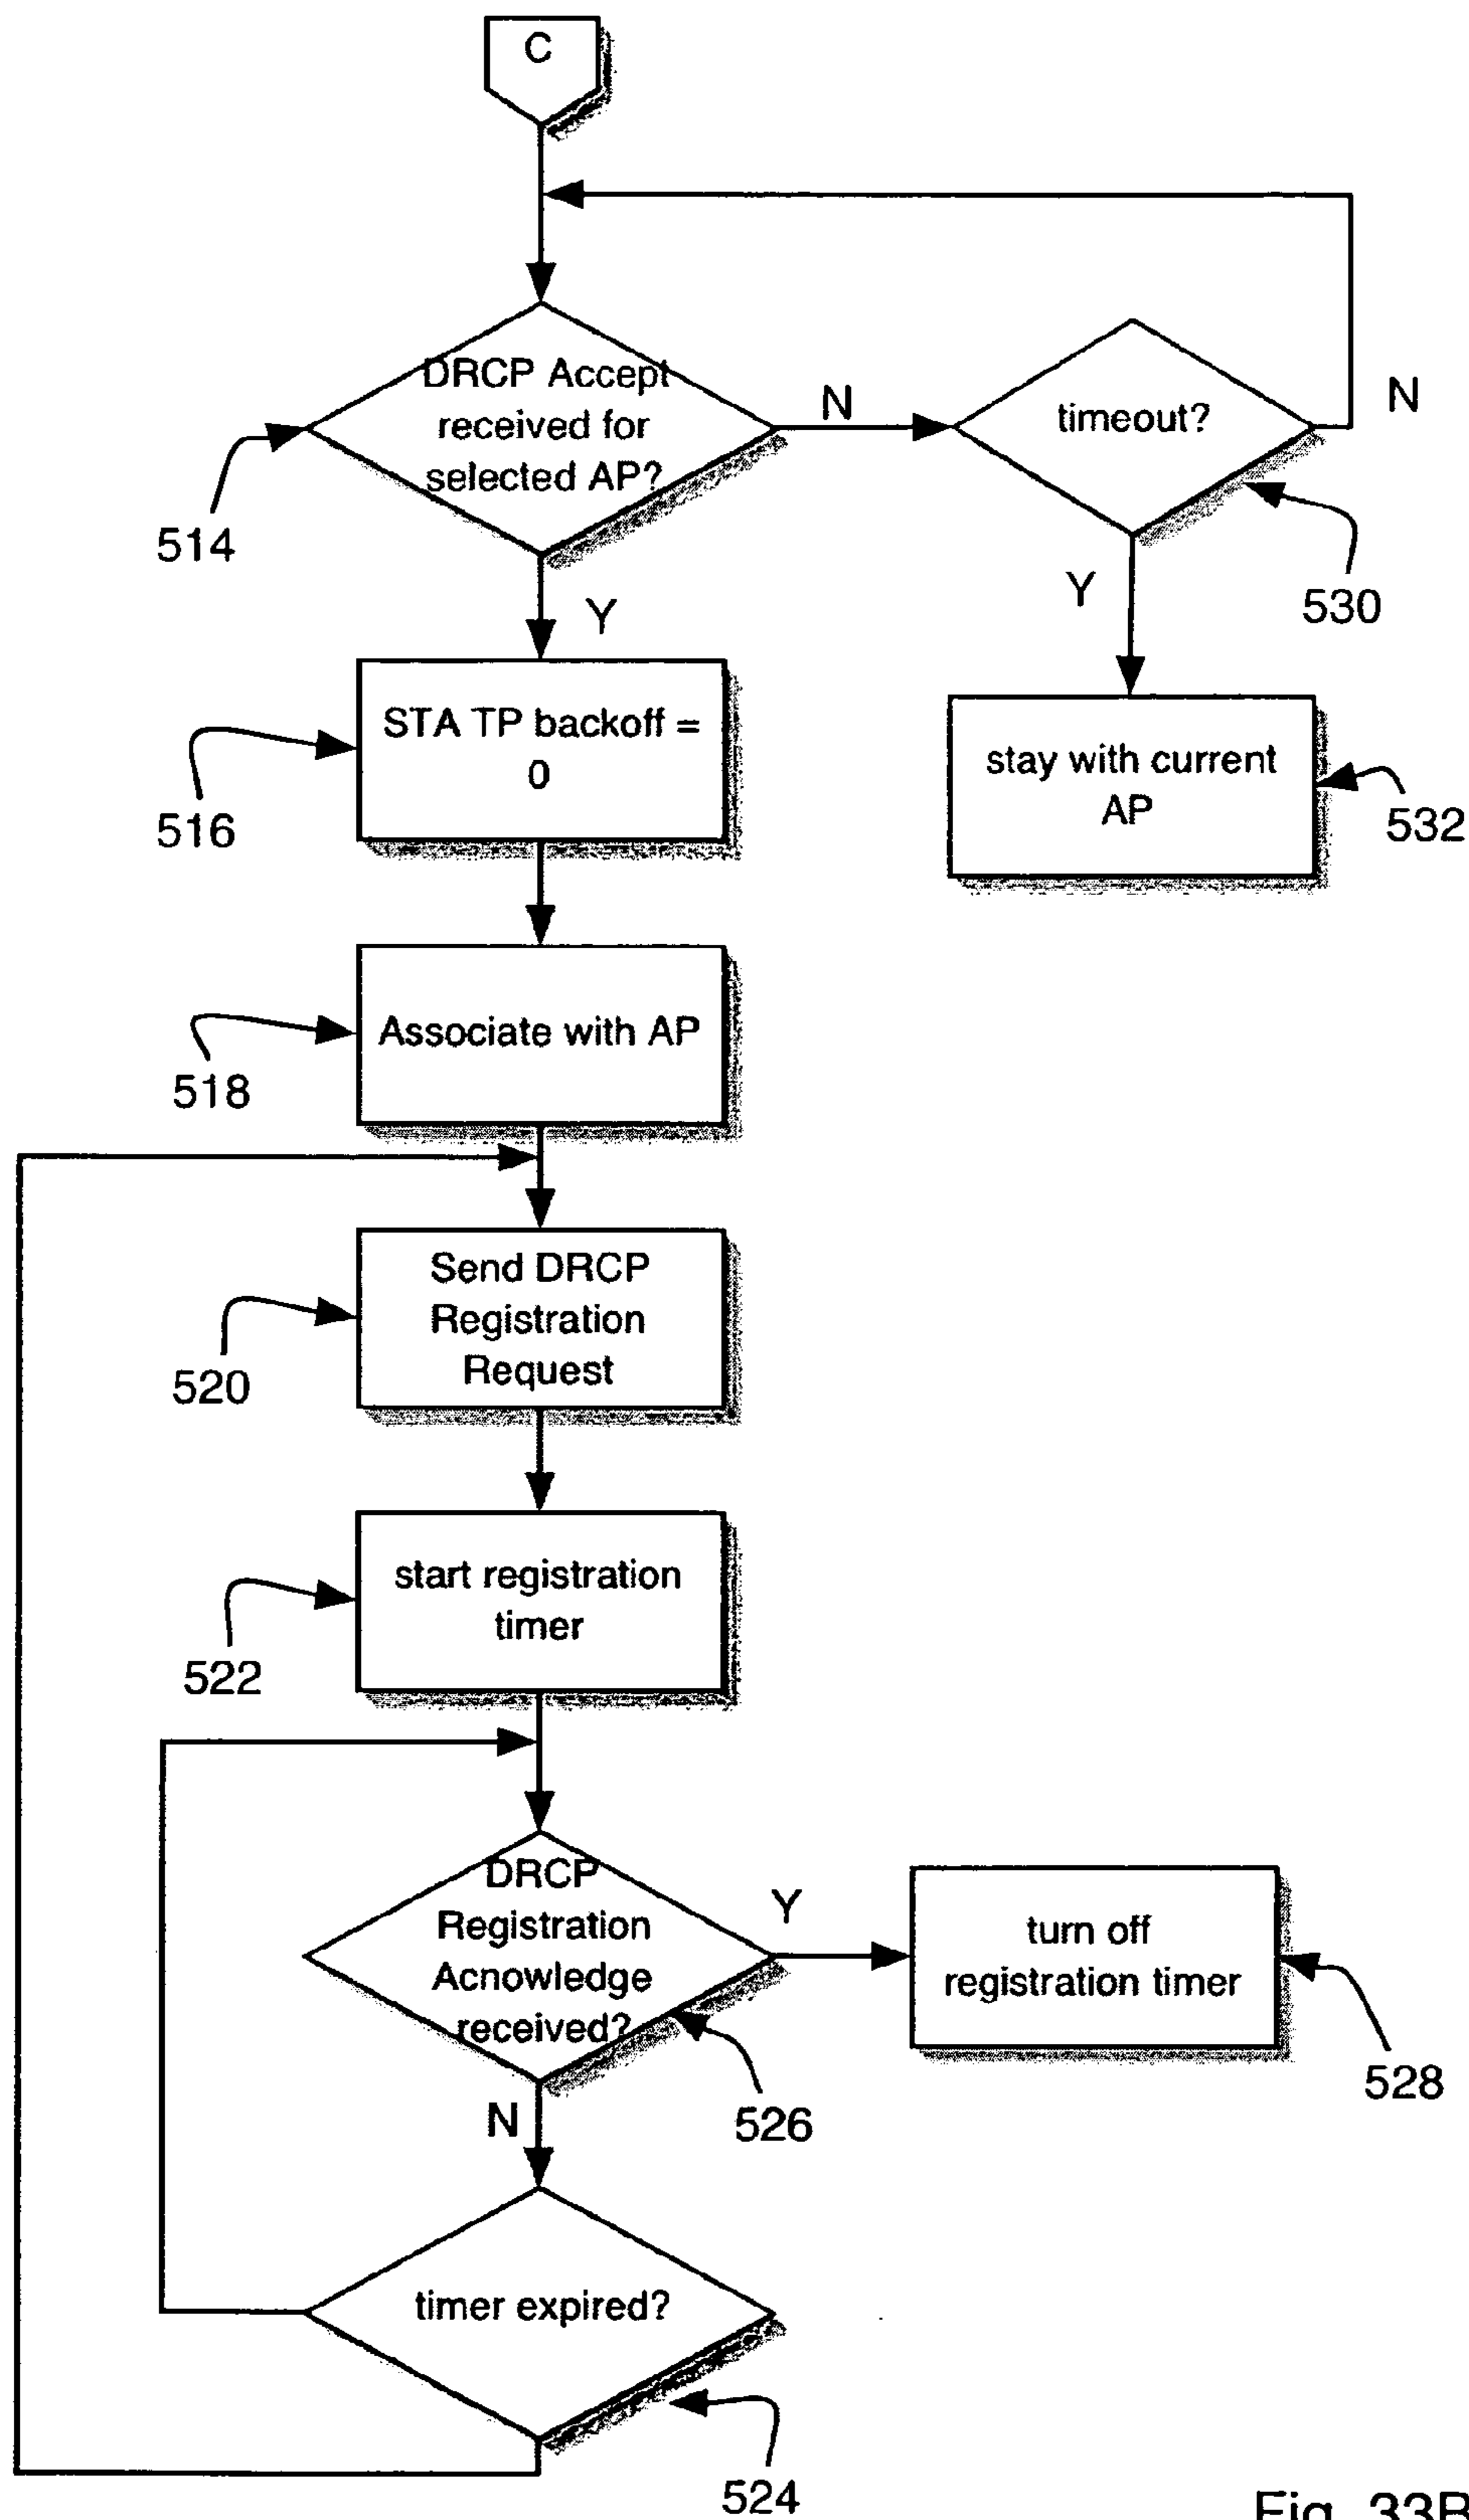 C
DRCP Accept
received for
selected AP?
N
timeout?
N
514
530
Y
Y
STA TP backoff =
0
stay with current
AP
516
532
Associate with AP
518
Send DRCP
Registration
Request
520
start registration
timer
522
DRCP
Registration
Acnowledge
received?
Y
turn off
registration timer
528
N
526
timer expired?
524
Fig. 33B